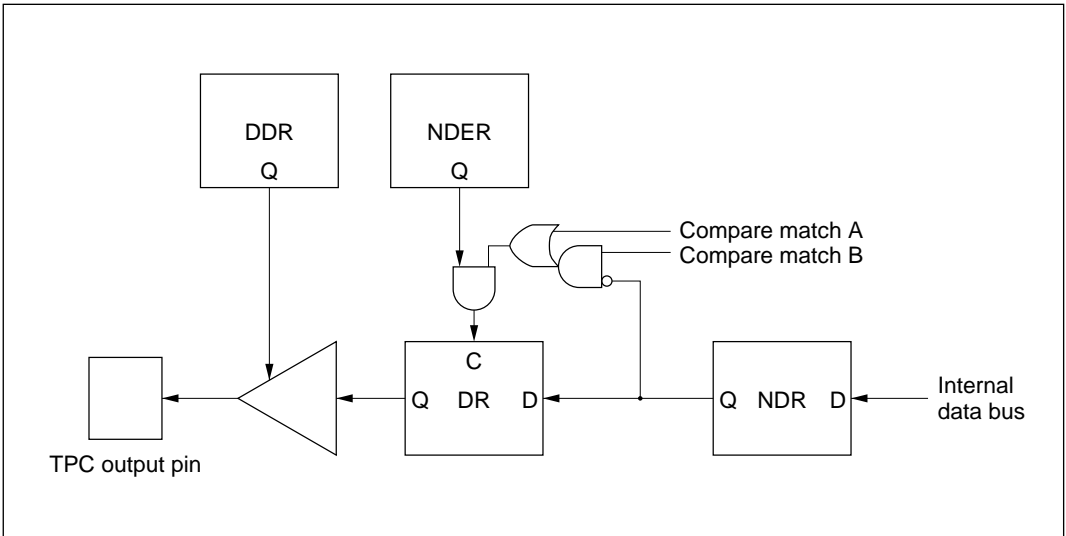 DDR
Q
NDER
Q
Compare match A
Compare match B
C
Q DR D
Q NDR D
Internal
data bus
TPC output pin